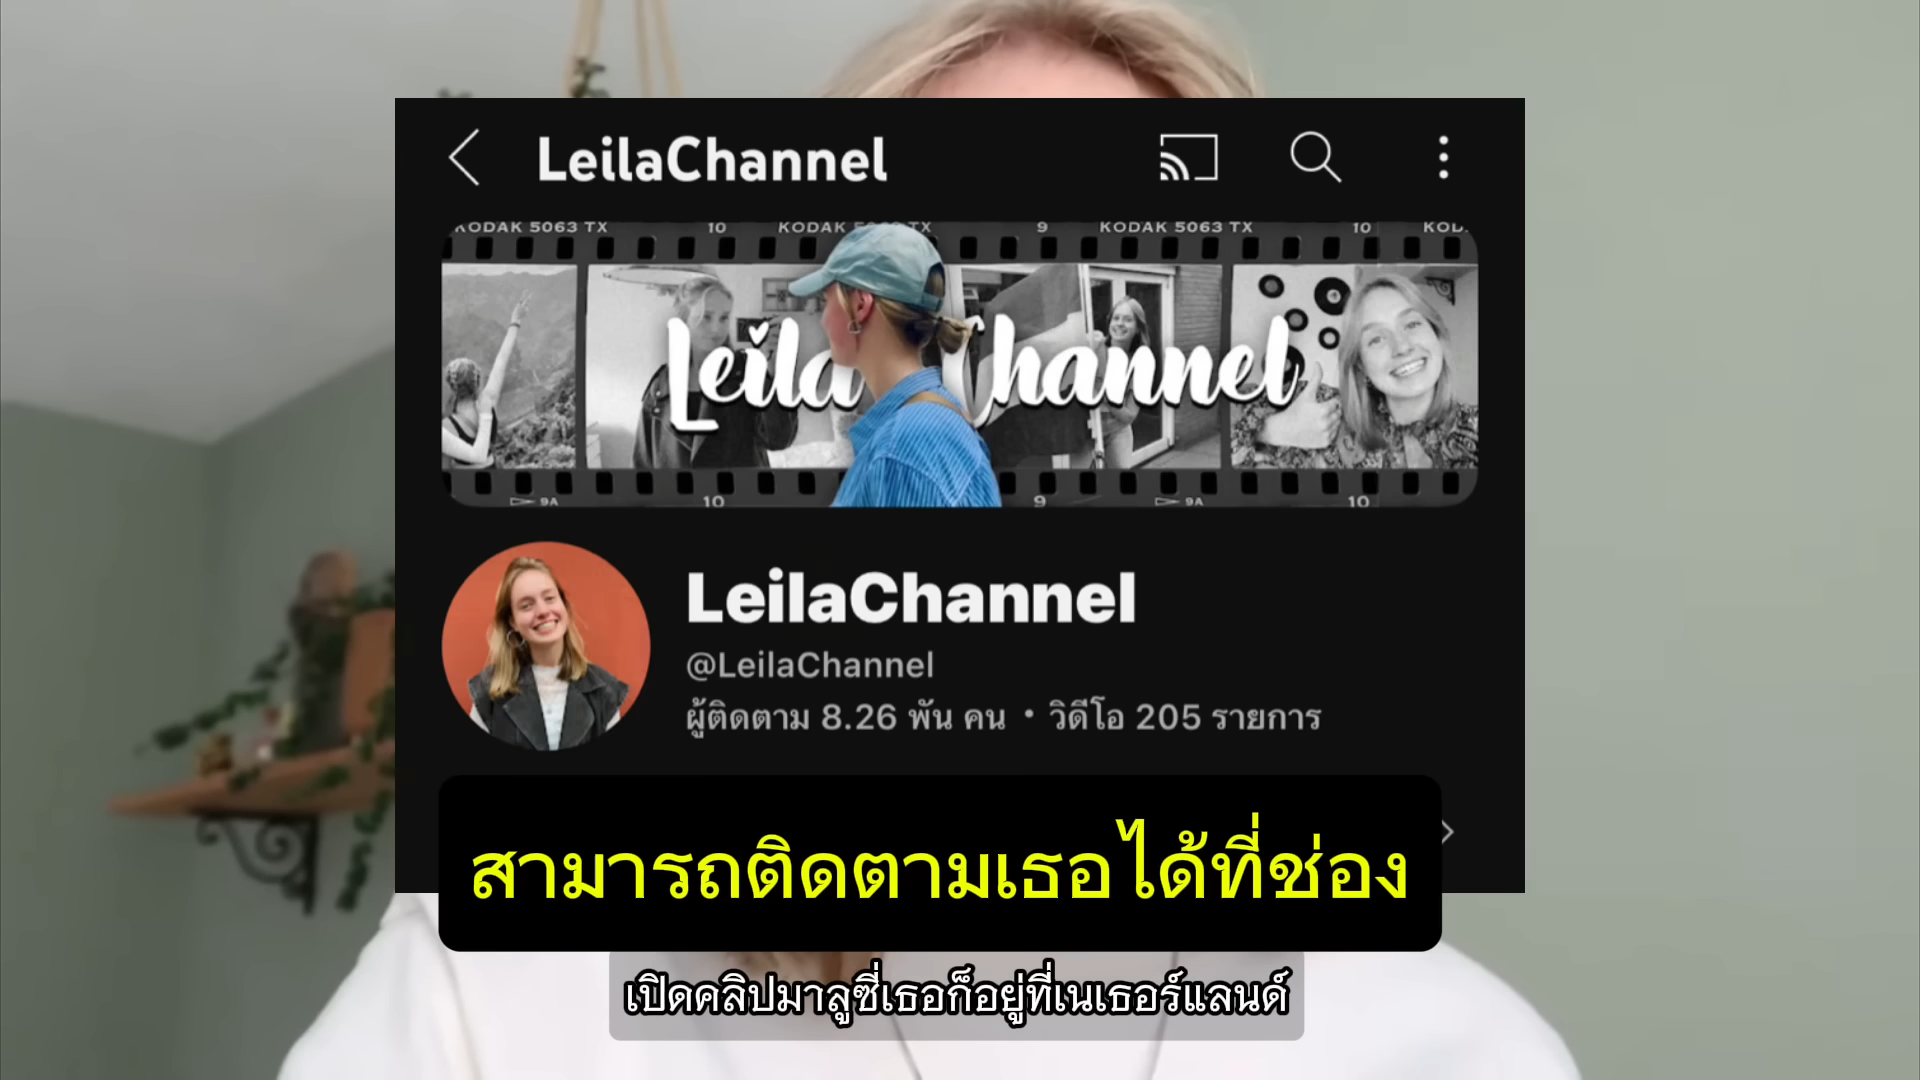 LeilaChannel
KODAK 5063 TX 10 KODAK TX 9 KODAK 5063 TX 10
Leila Channel
9A 10 9 9A 10
LeilaChannel
@LeilaChannel
ผู้ติดตาม 8.26 พัน คน • วิดีโอ 205 รายการ
สามารถติดตามเธอได้ที่ช่อง
เปิดคลิปมาลูซี่เธอก็อยู่ที่เนเธอร์แลนด์